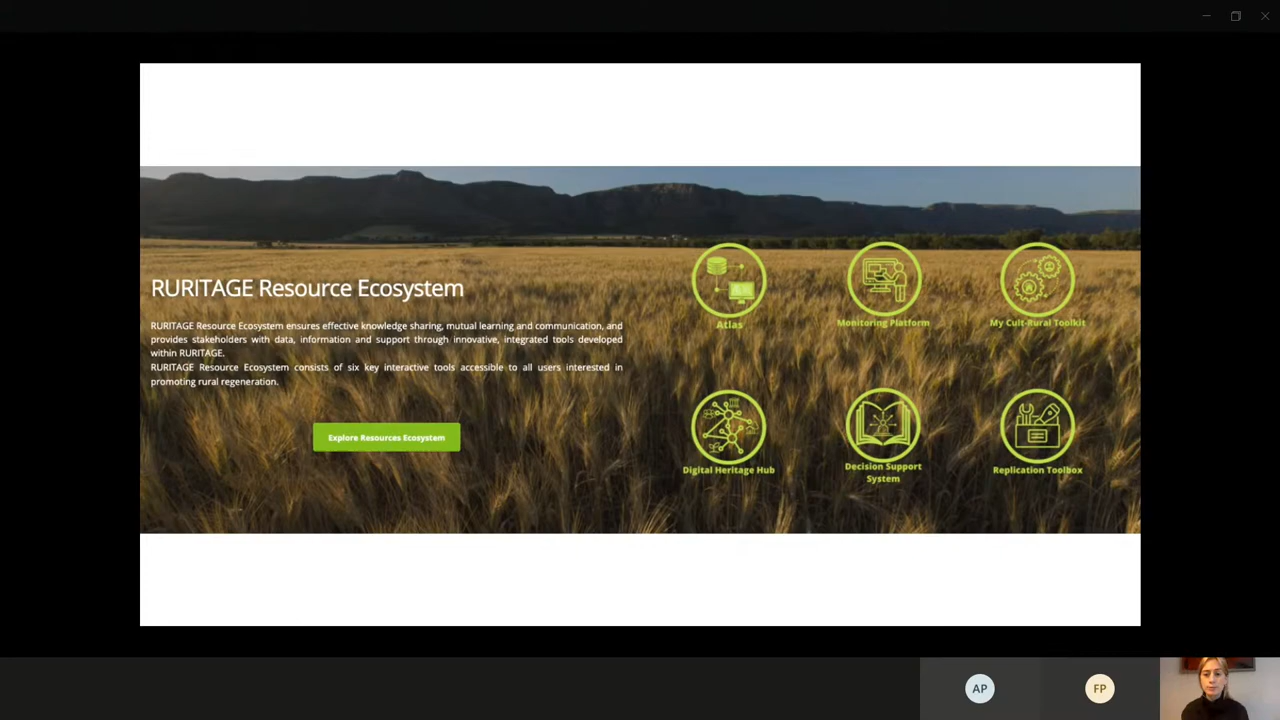 RURITAGE Resource Ecosystem
RURITAGE Resource Ecosystem ensures effective knowledge sharing, mutual learning and communication, and
provides stakeholders with data, information and support through innovative, integrated tools developed
within RURITAGE.
RURITAGE Resource Ecosystem consists of six key interactive tools accessible to all users interested in
promoting rural regeneration.
Explore Resources Ecosystem
Atlas
Monitoring Platform
My Cult-Rural Toolkit
Digital Heritage Hub
Decision Support
System
Replication Toolbox
AP
FP